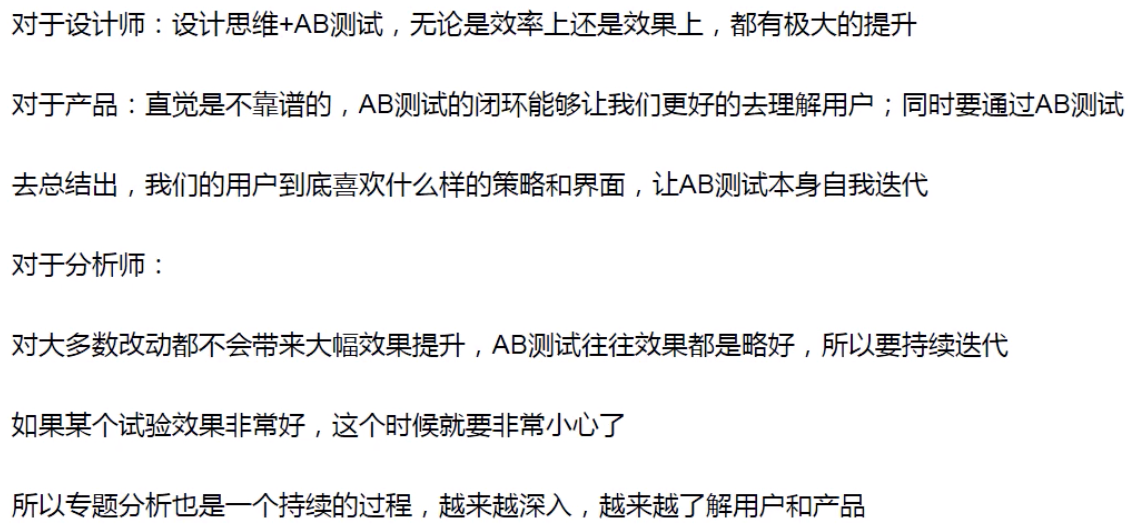 对于设计师：设计思维+AB测试，无论是效率上还是效果上，都有极大的提升
对于产品：直觉是不靠谱的，AB测试的闭环能够让我们更好的去理解用户；同时要通过AB测试
去总结出，我们的用户到底喜欢什么样的策略和界面，让AB测试本身自我迭代
对于分析师：
对大多数改动都不会带来大幅效果提升，AB测试往往效果都是略好，所以要持续迭代
如果某个试验效果非常好，这个时候就要非常小心了
所以专题分析也是一个持续的过程，越来越深入，越来越了解用户和产品